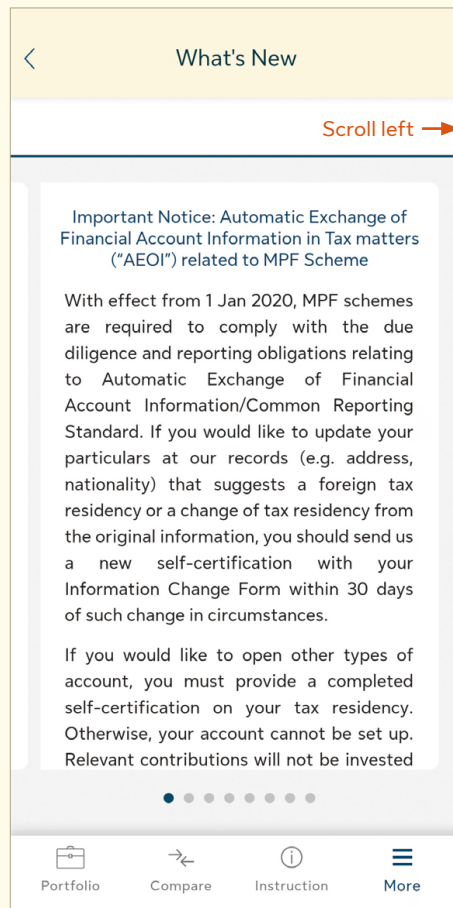 What's New
Scroll left
Important Notice: Automatic Exchange of
Financial Account Information in Tax matters
(“AEOI”) related to MPF Scheme
With effect from 1 Jan 2020, MPF schemes
are required to comply with the due
diligence and reporting obligations relating
to Automatic Exchange of Financial
Account Information/Common Reporting
Standard. If you would like to update your
particulars at our records (e.g. address,
nationality) that suggests a foreign tax
residency or a change of tax residency from
the original information, you should send us
a new self-certification with your
Information Change Form within 30 days
of such change in circumstances.
If you would like to open other types of
account, you must provide a completed
self-certification on your tax residency.
Otherwise, your account cannot be set up.
Relevant contributions will not be invested
Portfolio Compare Instruction More